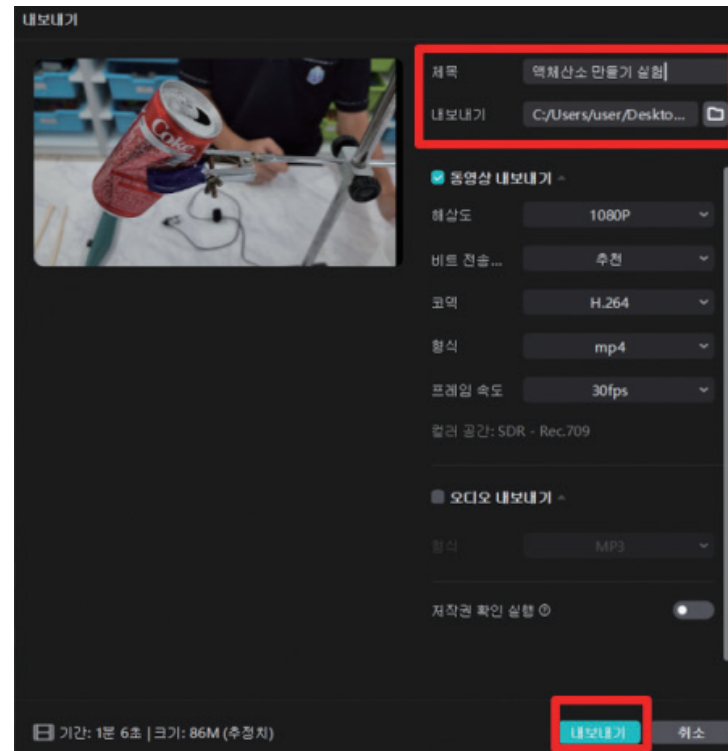 내보내기
Coke
제목 액체산소 만들기 실험
내보내기 C:/Users/user/Deskto...
동영상 내보내기
해상도 1080P
비트 전송... 추천
코덱 H.264
형식 mp4
프레임 속도 30fps
컬러 공간: SDR - Rec.709
오디오 내보내기
형식 MP3
저작권 확인 실행
기간: 1분 6초 | 크기: 86M (추정치)
내보내기 취소